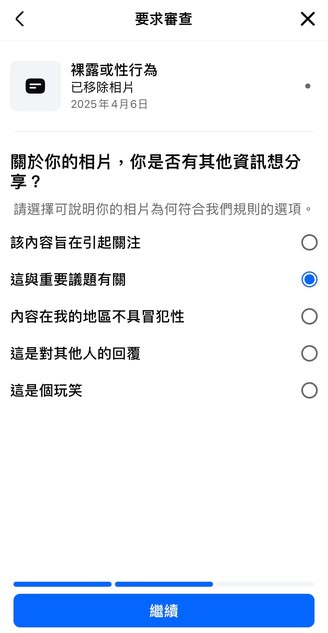 要求審查
裸露或性行為
已移除相片
2025年4月6日
關於你的相片，你是否有其他資訊想分
享？
請選擇可說明你的相片為何符合我們規則的選項。
該內容旨在引起關注
這與重要議題有關
內容在我的地區不具冒犯性
這是對其他人的回覆
這是個玩笑
繼續